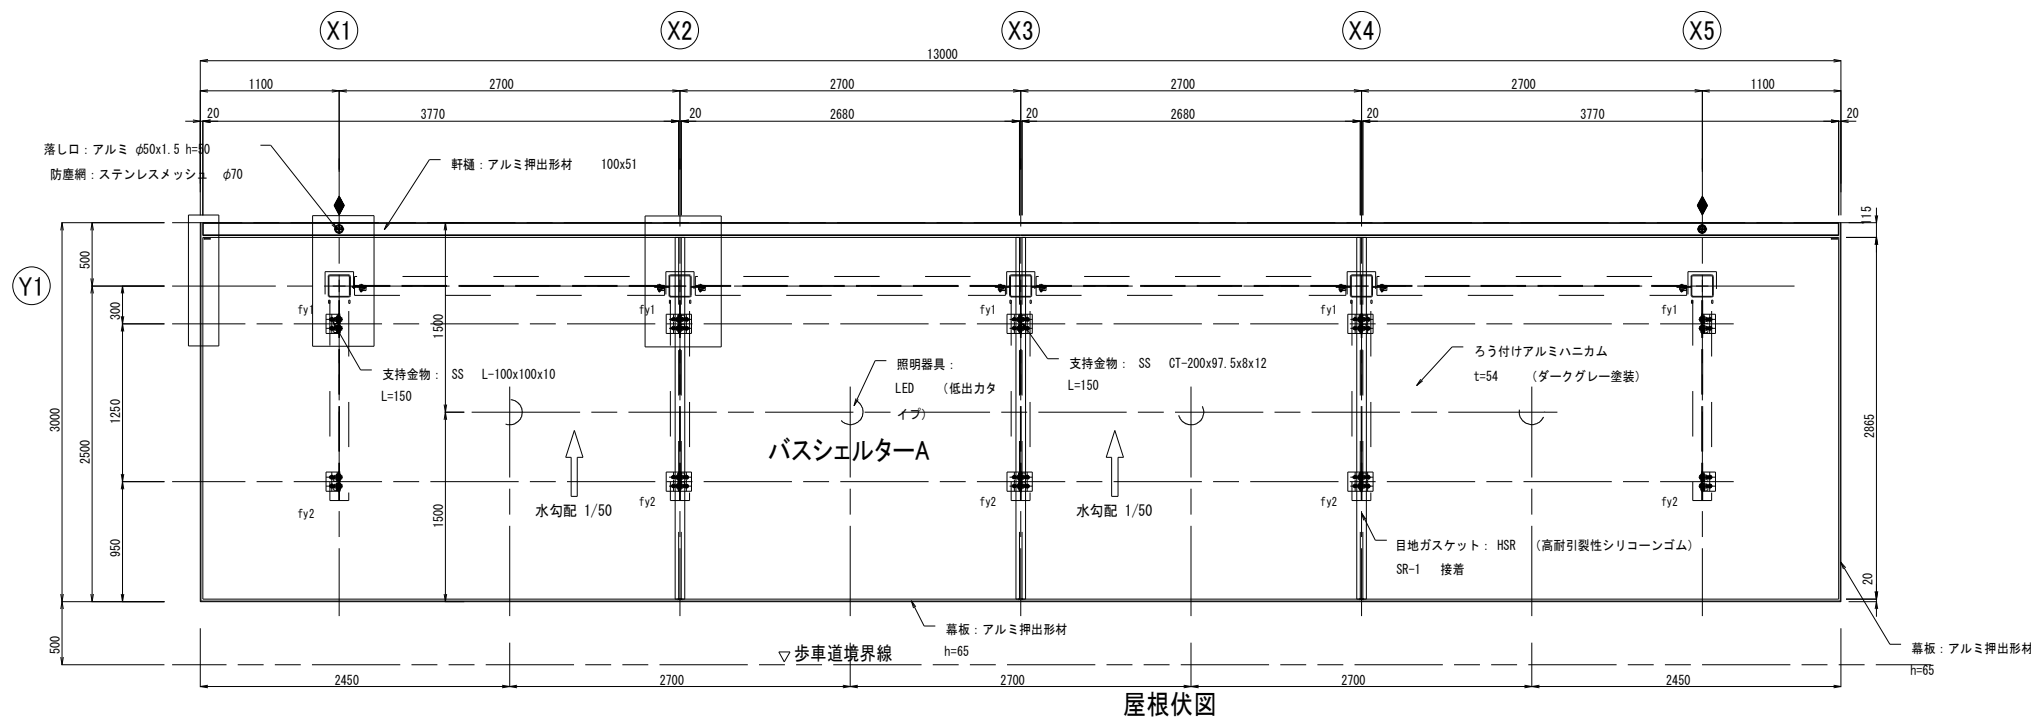 X1 X2 X3 X4 X5
13000
1100 2700 2700 2700 2700 1100
20 3770 20 2680 20 2680 20 3770 20
落し口：アルミ φ50x1.5 h=50
防塵網：ステンレスメッシュ φ70
軒樋：アルミ押出形材 100x51
115
Y1
500
300
1250
950
2500
3000
500
1500
1500
2865
20
fy1 fy1 fy1 fy1 fy1
支持金物： SS L-100x100x10
L=150
照明器具：
LED （低出力タ
イプ）
支持金物： SS CT-200x97.5x8x12
L=150
ろう付けアルミハニカム
t=54 （ダークグレー塗装）
バスシェルターA
fy2 fy2 fy2 fy2 fy2
水勾配 1/50
水勾配 1/50
目地ガスケット： HSR （高耐引裂性シリコーンゴム）
SR-1 接着
幕板：アルミ押出形材
h=65
幕板：アルミ押出形材
h=65
▽歩車道境界線
2450 2700 2700 2700 2450
屋根伏図